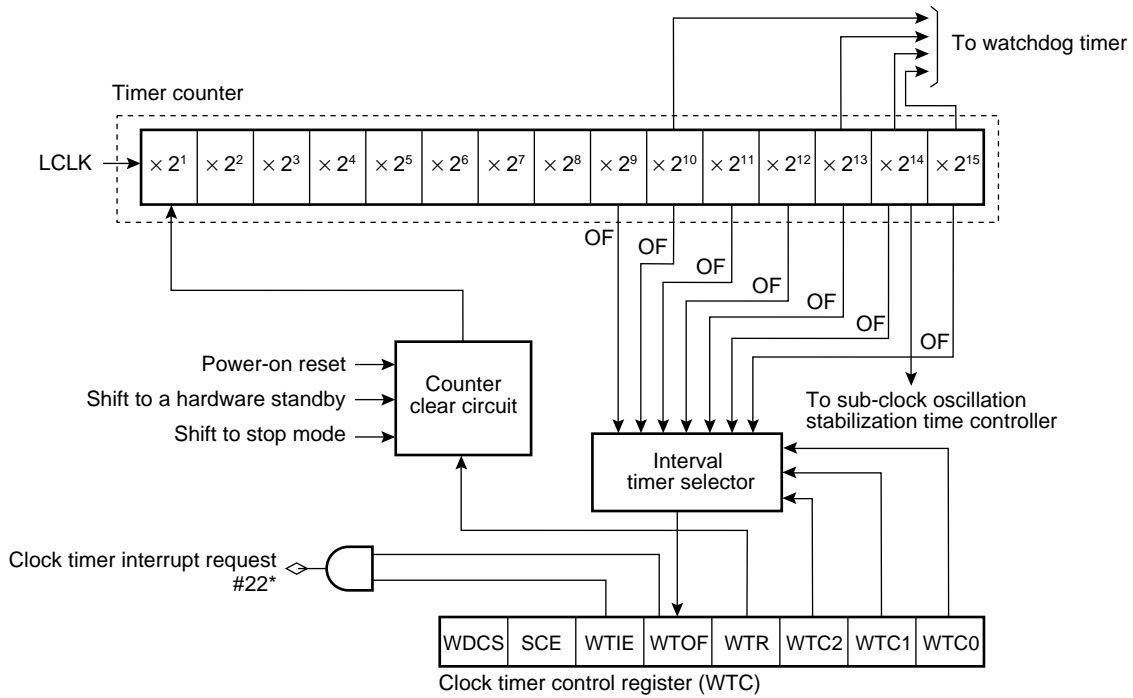 To watchdog timer
Timer counter
LCLK
× 2¹ × 2² × 2³ × 2⁴ × 2⁵ × 2⁶ × 2⁷ × 2⁸ × 2⁹ × 2¹⁰ × 2¹¹ × 2¹² × 2¹³ × 2¹⁴ × 2¹⁵
OF
OF
OF
OF
OF
OF
OF
Power-on reset
Shift to a hardware standby
Shift to stop mode
Counter
clear circuit
To sub-clock oscillation
stabilization time controller
Interval
timer selector
Clock timer interrupt request
#22*
WDCS SCE WTIE WTOF WTR WTC2 WTC1 WTC0
Clock timer control register (WTC)